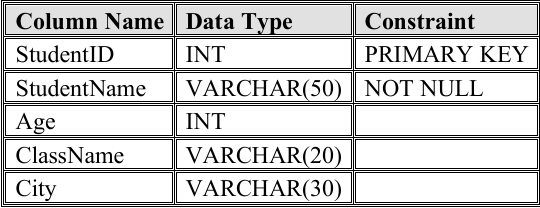 Column Name Data Type Constraint
StudentID INT PRIMARY KEY
StudentName VARCHAR(50) NOT NULL
Age INT
ClassName VARCHAR(20)
City VARCHAR(30)